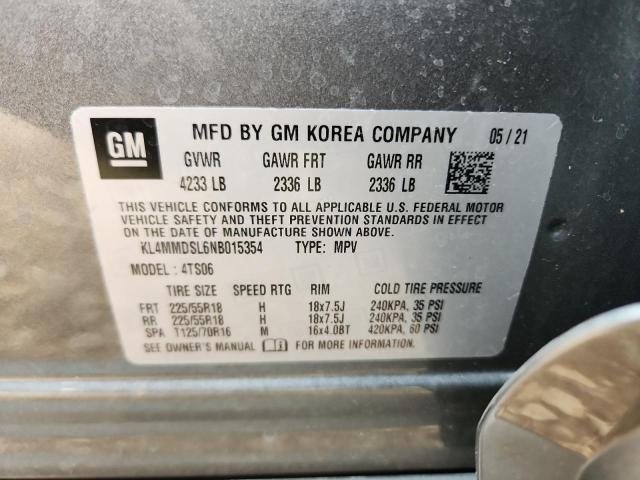 GM MFD BY GM KOREA COMPANY 05/21
GVWR GAWR FRT GAWR RR
4233 LB 2336 LB 2336 LB
THIS VEHICLE CONFORMS TO ALL APPLICABLE U.S. FEDERAL MOTOR
VEHICLE SAFETY AND THEFT PREVENTION STANDARDS IN EFFECT
ON THE DATE OF MANUFACTURE SHOWN ABOVE.
KL4MMDSL6NB015354 TYPE: MPV
MODEL: 4TS06
TIRE SIZE SPEED RTG RIM COLD TIRE PRESSURE
FRT 225/55R18 H 18x7.5J 240KPA, 35 PSI
RR 225/55R18 H 18x7.5J 240KPA, 35 PSI
SPA T125/70R16 M 16x4.0BT 420KPA, 60 PSI
SEE OWNER'S MANUAL FOR MORE INFORMATION.